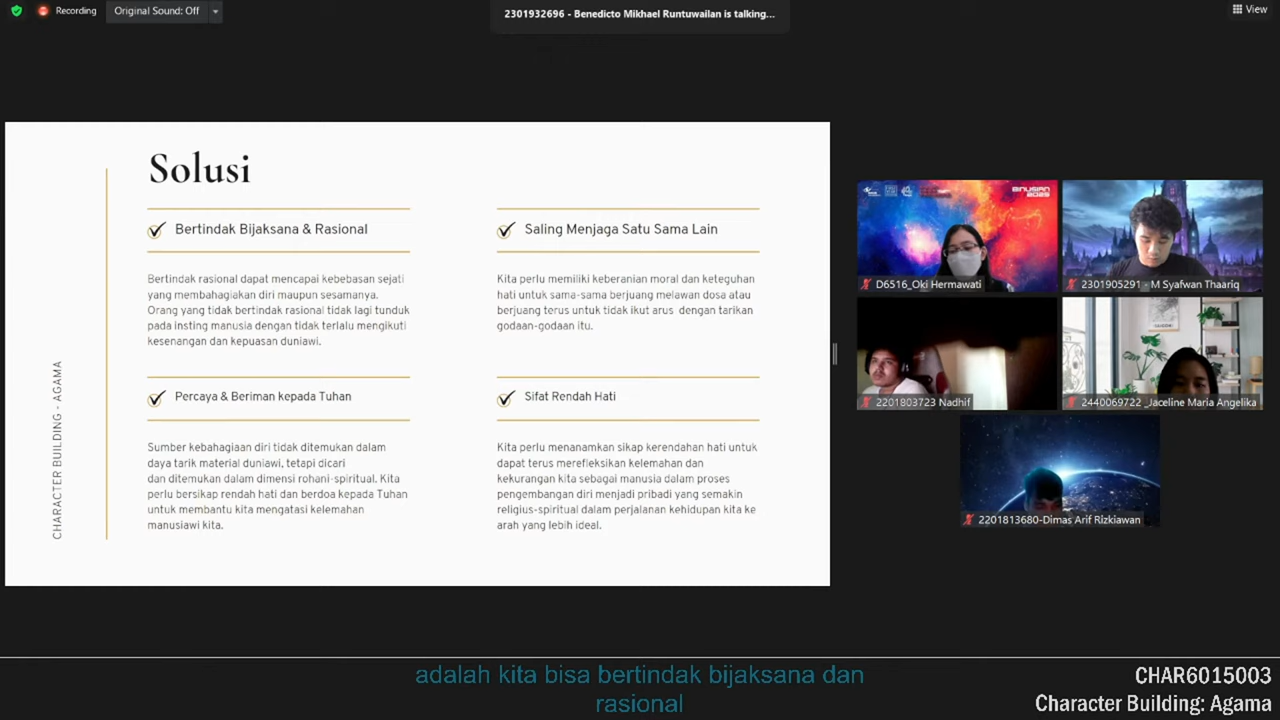 Recording
Original Sound: Off
2301932696 - Benedicto Mikhael Runtuwailan is talking...
View
Solusi
Bertindak Bijaksana & Rasional
Bertindak rasional dapat mencapai kebebasan sejati
yang membahagiakan diri maupun sesamanya.
Orang yang tidak bertindak rasional tidak lagi tunduk
pada insting manusia dengan tidak terlalu mengikuti
kesenangan dan kepuasan duniawi.
Saling Menjaga Satu Sama Lain
Kita perlu memiliki keberanian moral dan keteguhan
hati untuk sama-sama berjuang melawan dosa atau
berjuang terus untuk tidak ikut arus dengan tarikan
godaan-godaan itu.
Percaya & Beriman kepada Tuhan
Sumber kebahagiaan diri tidak ditemukan dalam
daya tarik material duniawi, tetapi dicari
dan ditemukan dalam dimensi rohani-spiritual. Kita
perlu bersikap rendah hati dan berdoa kepada Tuhan
untuk membantu kita mengatasi kelemahan
manusiawi kita.
Sifat Rendah Hati
Kita perlu menanamkan sikap kerendahan hati untuk
dapat terus merefleksikan kelemahan dan
kekurangan kita sebagai manusia dalam proses
pengembangan diri menjadi pribadi yang semakin
religius-spiritual dalam perjalanan kehidupan kita ke
arah yang lebih ideal.
CHARACTER BUILDING - AGAMA
BINUSIAN
2025
D6516_Oki Hermawati
2301905291 - M Syafwan Thaariq
2201803723 Nadhif
2440069722 _Jaceline Maria Angelika
2201813680-Dimas Arif Rizkiawan
adalah kita bisa bertindak bijaksana dan
rasional
CHAR6015003
Character Building: Agama